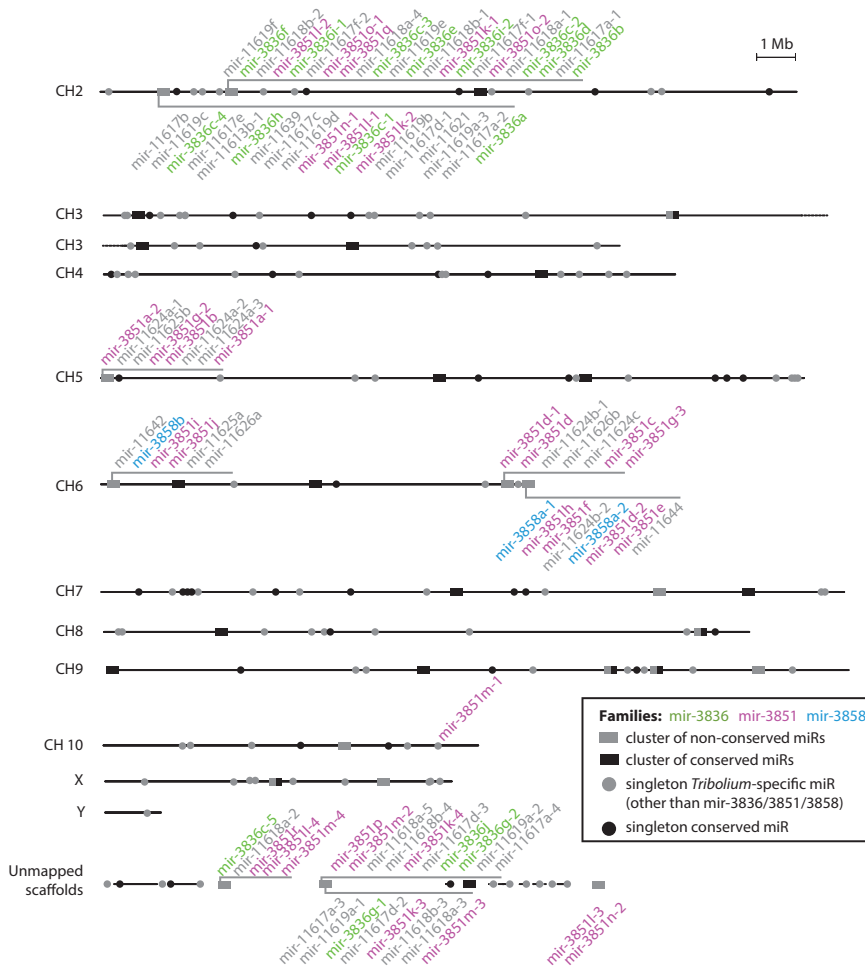 mir-11619f
mir-3836f
mir-11618b-2
mir-3851l-2
mir-3836i-1
mir-11617f-2
mir-3851o-1
mir-3851q
mir-11618a-4
mir-3836c-3
mir-11619e
mir-3836e
mir-11618b-1
mir-3851k-1
mir-3836i-2
mir-11617f-1
mir-3851o-2
mir-11618a-1
mir-3836c-2
mir-3836d
mir-11617a-1
mir-3836b
1 Mb
CH2
mir-11617b
mir-11619c
mir-3836c-4
mir-11617e
mir-11613b-1
mir-3836h
mir-11639
mir-11617c
mir-11619d
mir-3851n-1
mir-3851l-1
mir-3836c-1
mir-3851k-2
mir-11619b
mir-11617d-1
mir-11621
mir-11619a-3
mir-11617a-2
mir-3836a
CH3
CH3
CH4
mir-3851a-2
mir-11624a-1
mir-11625b
mir-3851g-2
mir-3851b
mir-11624a-2
mir-11624a-3
mir-3851a-1
CH5
mir-11642
mir-3858b
mir-3851i
mir-3851j
mir-11625a
mir-11626a
mir-3851d-1
mir-3851d
mir-11624b-1
mir-11626b
mir-11624c
mir-3851c
mir-3851g-3
CH6
mir-3858a-1
mir-3851h
mir-3851f
mir-11624b-2
mir-3858a-2
mir-3851d-2
mir-3851e
mir-11644
CH7
CH8
CH9
mir-3851m-1
CH 10
X
Y
Families: mir-3836 mir-3851 mir-3858
cluster of non-conserved miRs
cluster of conserved miRs
singleton Tribolium-specific miR
(other than mir-3836/3851/3858)
singleton conserved miR
mir-3836c-5
mir-11618a-2
mir-3851r
mir-3851l-4
mir-3851m-4
mir-3851p
mir-3851m-2
mir-11618a-5
mir-11618b-4
mir-3851k-4
mir-11617d-3
mir-3836j
mir-3836g-2
mir-11619a-2
mir-11617a-4
Unmapped
scaffolds
mir-11617a-3
mir-11619a-1
mir-3836g-1
mir-11617d-2
mir-3851k-3
mir-11618b-3
mir-11618a-3
mir-3851m-3
mir-3851l-3
mir-3851n-2